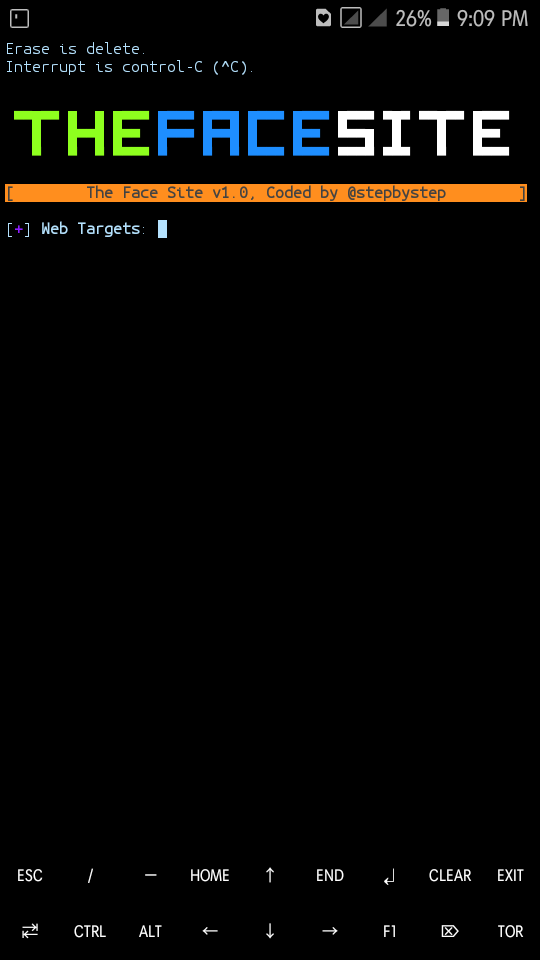 26% 9:09 PM
Erase is delete.
Interrupt is control-C (^C).
THEFACESITE
[ The Face Site v1.0, Coded by @stepbystep ]
[+] Web Targets:
ESC / — HOME ↑ END ↲ CLEAR EXIT
⇄ CTRL ALT ← ↓ → F1 ⌦ TOR